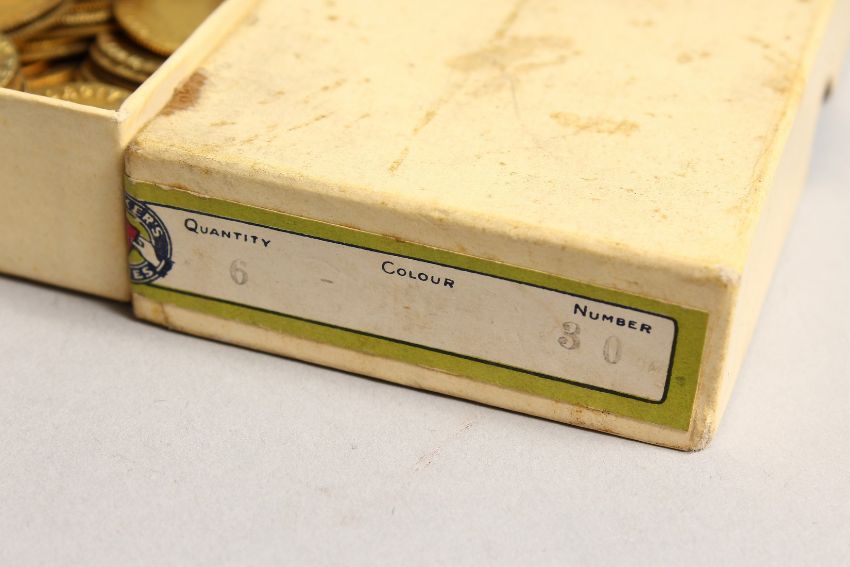 QUANTITY
6 -
COLOUR
NUMBER
30